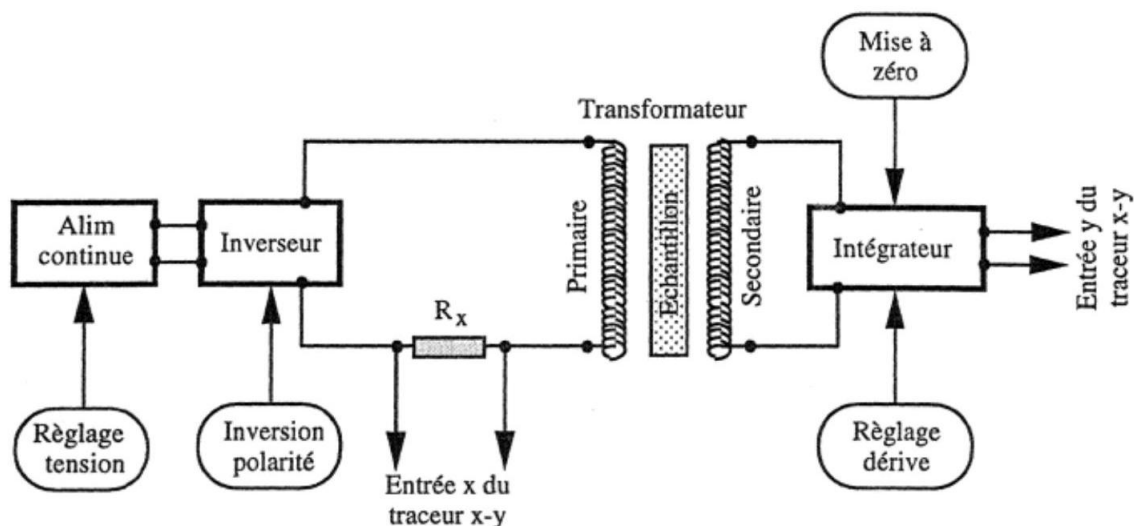 Mise à
zéro
Transformateur
Alim
continue
Inverseur
Primaire
Echantillon
Secondaire
Intégrateur
Entrée y du
traceur x-y
Rx
Règlage
tension
Inversion
polarité
Entrée x du
traceur x-y
Règlage
dérive